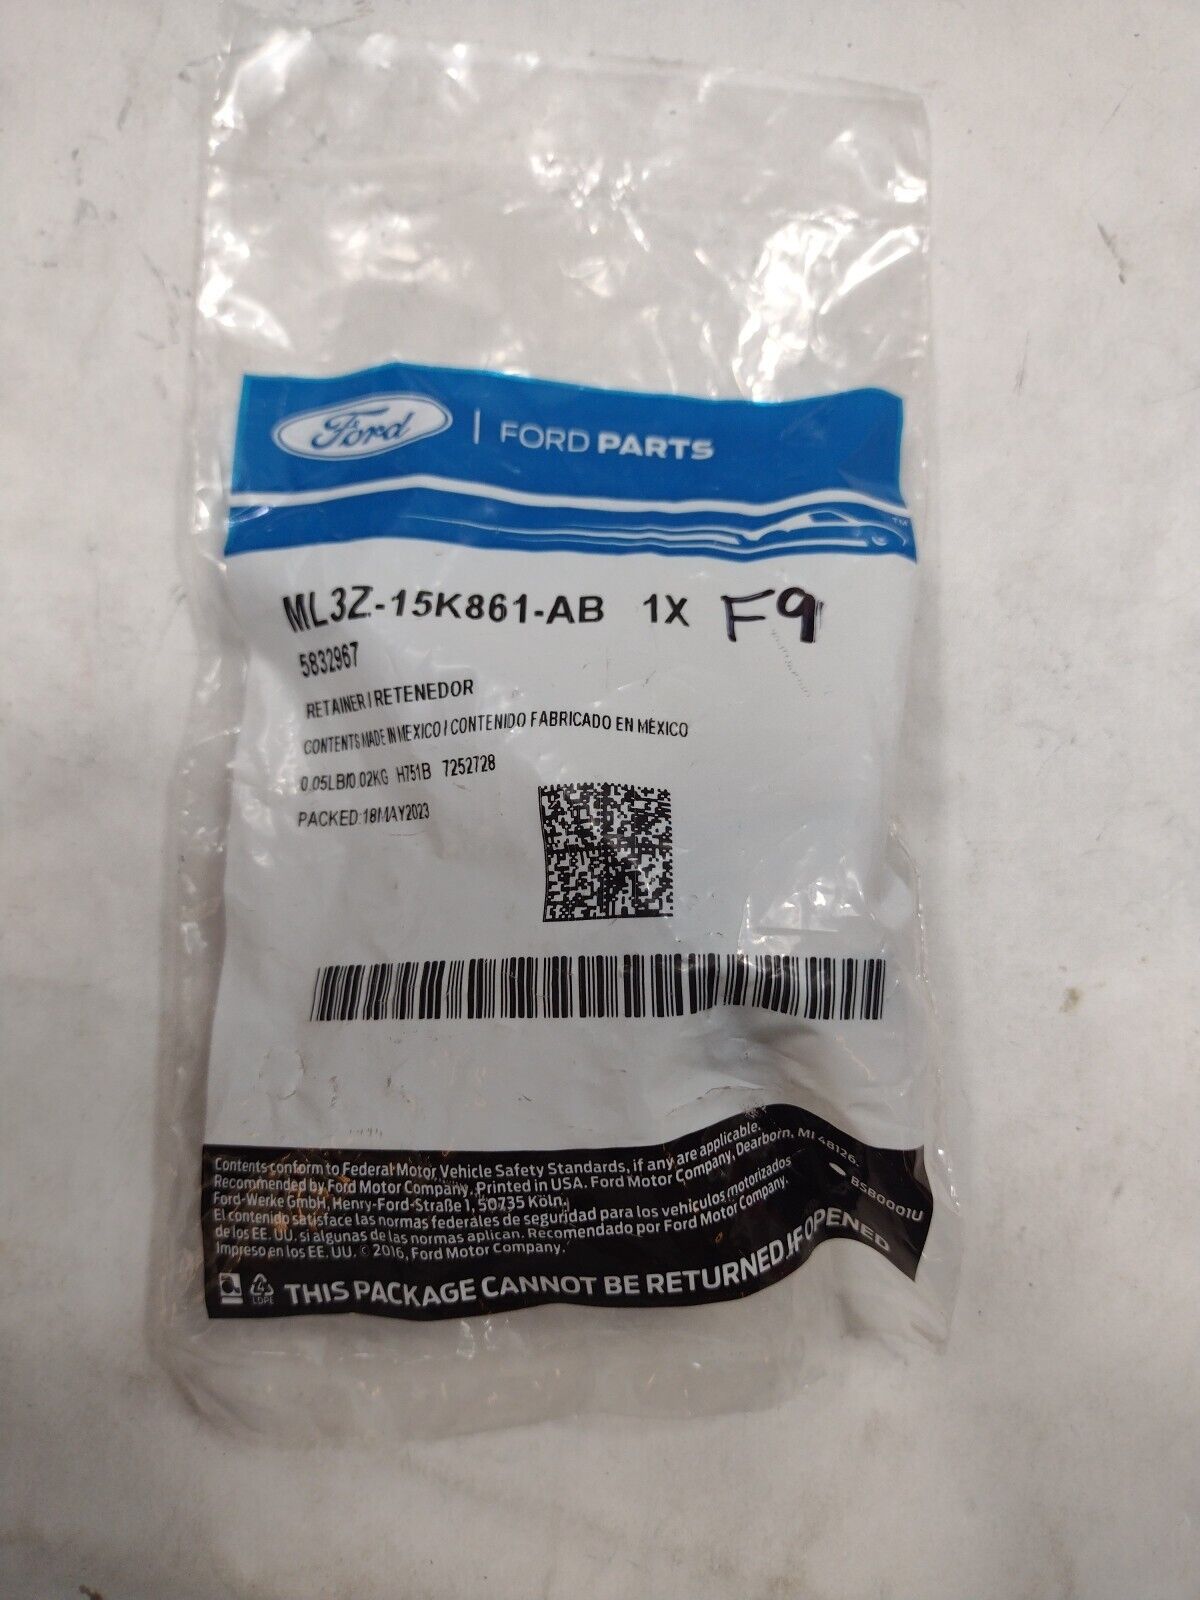 Ford | FORD PARTS
TM
ML3Z-15K861-AB 1X F9
5832967
RETAINER / RETENEDOR
CONTENTS MADE IN MEXICO / CONTENIDO FABRICADO EN MÉXICO
0.05LB/0.02KG H751B 7252728
PACKED:18MAY2023
Contents conform to Federal Motor Vehicle Safety Standards, if any are applicable.
Recommended by Ford Motor Company. Printed in USA. Ford Motor Company, Dearborn, MI 48126.
Ford-Werke GmbH, Henry-Ford-Straße 1, 50735 Köln.
El contenido satisface las normas federales de seguridad para los vehículos motorizados
de los EE. UU. si algunas de las normas aplican. Recomendado por Ford Motor Company.
Impreso en los EE. UU. © 2016, Ford Motor Company.
BSB0001U
4
LDPE
THIS PACKAGE CANNOT BE RETURNED IF OPENED